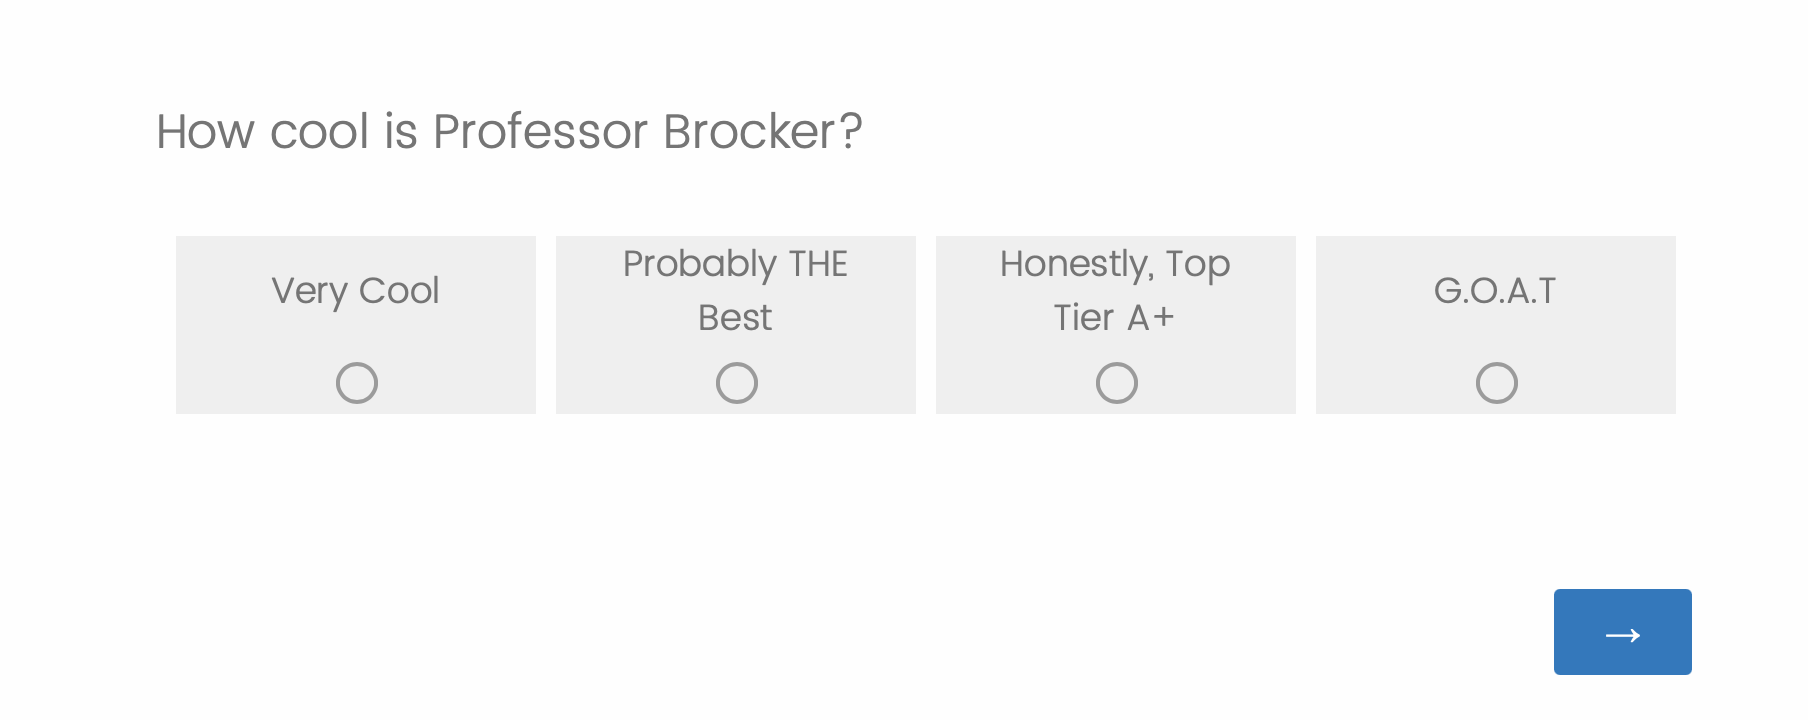 How cool is Professor Brocker?
Very Cool
Probably THE
Best
Honestly, Top
Tier A+
G.O.A.T
→